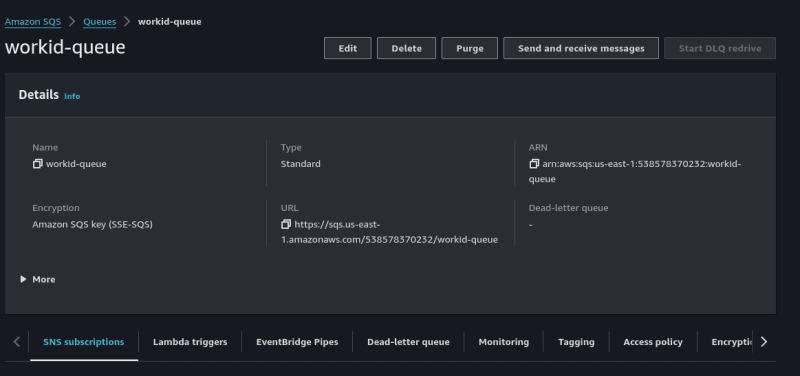 Amazon SQS > Queues > workid-queue
workid-queue
Edit Delete Purge Send and receive messages Start DLQ redrive
Details Info
Name
workid-queue
Type
Standard
ARN
arn:aws:sqs:us-east-1:538578370232:workid-
queue
Encryption
Amazon SQS key (SSE-SQS)
URL
https://sqs.us-east-
1.amazonaws.com/538578370232/workid-queue
Dead-letter queue
-
More
SNS subscriptions Lambda triggers EventBridge Pipes Dead-letter queue Monitoring Tagging Access policy Encrypti